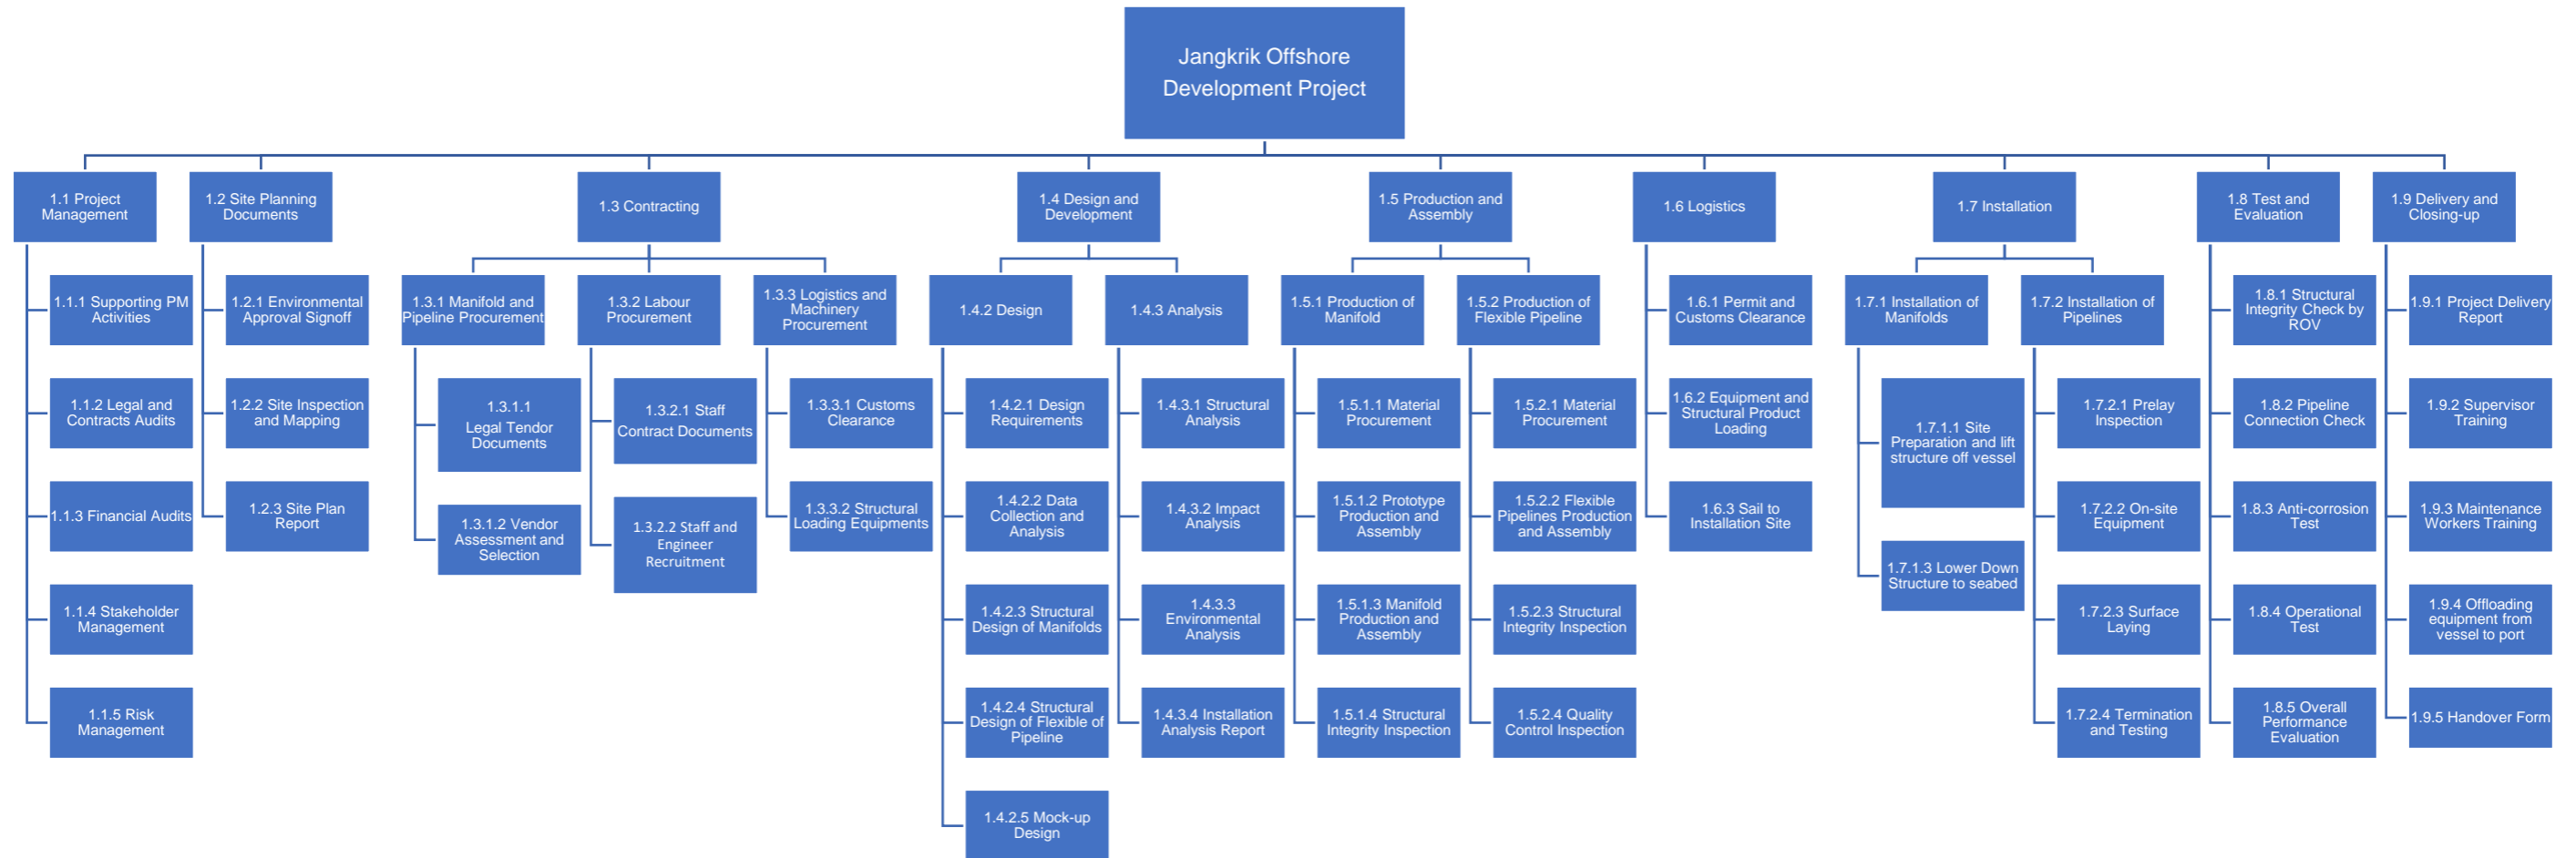 Jangkrik Offshore
Development Project
1.1 Project
Management
1.2 Site Planning
Documents
1.3 Contracting
1.4 Design and
Development
1.5 Production and
Assembly
1.6 Logistics
1.7 Installation
1.8 Test and
Evaluation
1.9 Delivery and
Closing-up
1.1.1 Supporting PM
Activities
1.1.2 Legal and
Contracts Audits
1.1.3 Financial Audits
1.1.4 Stakeholder
Management
1.1.5 Risk
Management
1.2.1 Environmental
Approval Signoff
1.2.2 Site Inspection
and Mapping
1.2.3 Site Plan
Report
1.3.1 Manifold and
Pipeline Procurement
1.3.1.1
Legal Tendor
Documents
1.3.1.2 Vendor
Assessment and
Selection
1.3.2 Labour
Procurement
1.3.2.1 Staff
Contract Documents
1.3.2.2 Staff and
Engineer
Recruitment
1.3.3 Logistics and
Machinery
Procurement
1.3.3.1 Customs
Clearance
1.3.3.2 Structural
Loading Equipments
1.4.2 Design
1.4.2.1 Design
Requirements
1.4.2.2 Data
Collection and
Analysis
1.4.2.3 Structural
Design of Manifolds
1.4.2.4 Structural
Design of Flexible of
Pipeline
1.4.2.5 Mock-up
Design
1.4.3 Analysis
1.4.3.1 Structural
Analysis
1.4.3.2 Impact
Analysis
1.4.3.3
Environmental
Analysis
1.4.3.4 Installation
Analysis Report
1.5.1 Production of
Manifold
1.5.1.1 Material
Procurement
1.5.1.2 Prototype
Production and
Assembly
1.5.1.3 Manifold
Production and
Assembly
1.5.1.4 Structural
Integrity Inspection
1.5.2 Production of
Flexible Pipeline
1.5.2.1 Material
Procurement
1.5.2.2 Flexible
Pipelines Production
and Assembly
1.5.2.3 Structural
Integrity Inspection
1.5.2.4 Quality
Control Inspection
1.6.1 Permit and
Customs Clearance
1.6.2 Equipment and
Structural Product
Loading
1.6.3 Sail to
Installation Site
1.7.1 Installation of
Manifolds
1.7.1.1 Site
Preparation and lift
structure off vessel
1.7.1.3 Lower Down
Structure to seabed
1.7.2 Installation of
Pipelines
1.7.2.1 Prelay
Inspection
1.7.2.2 On-site
Equipment
1.7.2.3 Surface
Laying
1.7.2.4 Termination
and Testing
1.8.1 Structural
Integrity Check by
ROV
1.8.2 Pipeline
Connection Check
1.8.3 Anti-corrosion
Test
1.8.4 Operational
Test
1.8.5 Overall
Performance
Evaluation
1.9.1 Project Delivery
Report
1.9.2 Supervisor
Training
1.9.3 Maintenance
Workers Training
1.9.4 Offloading
equipment from
vessel to port
1.9.5 Handover Form